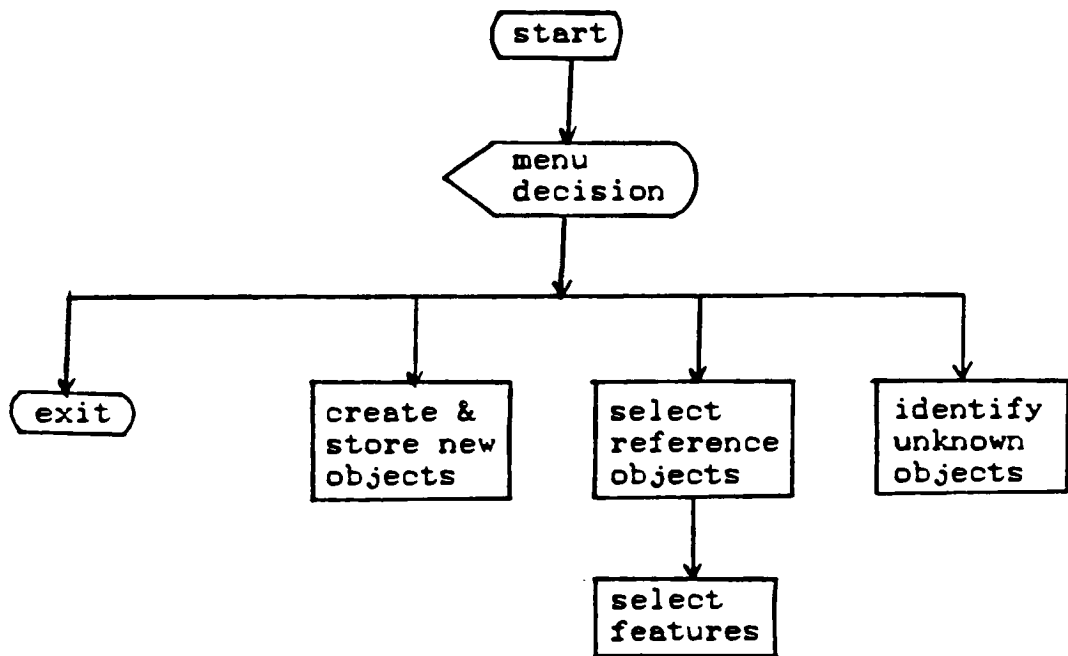 start
menu
decision
exit
create &
store new
objects
select
reference
objects
identify
unknown
objects
select
features